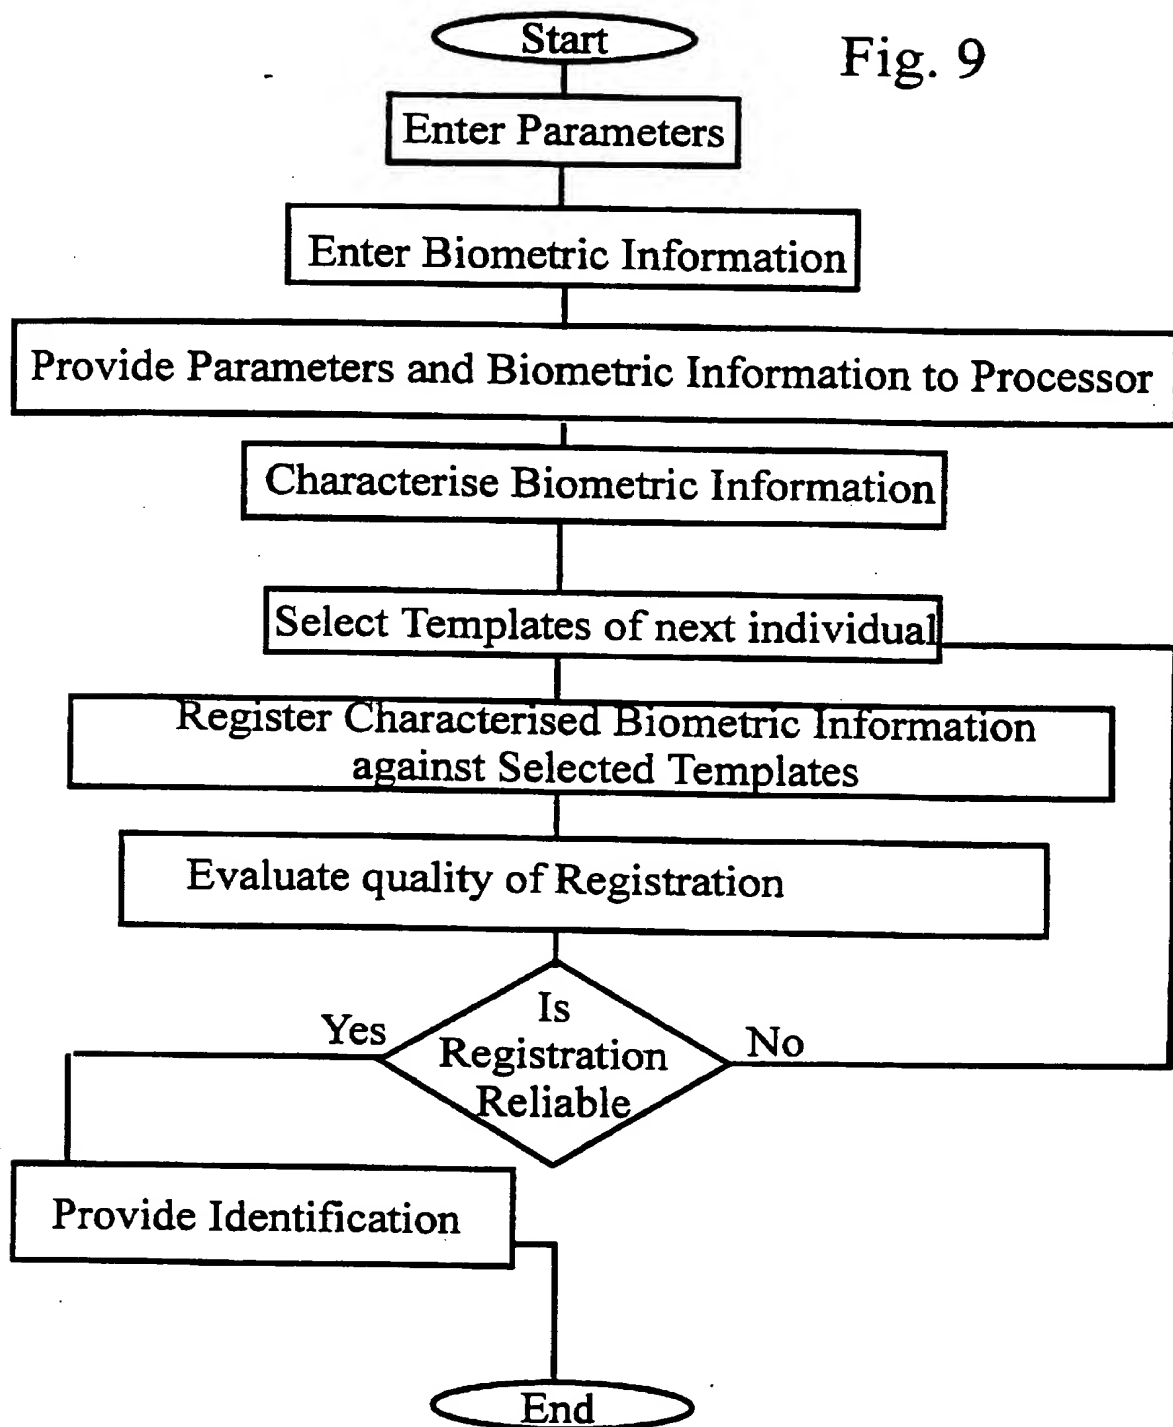 Start
Fig. 9
Enter Parameters
Enter Biometric Information
Provide Parameters and Biometric Information to Processor
Characterise Biometric Information
Select Templates of next individual
Register Characterised Biometric Information
against Selected Templates
Evaluate quality of Registration
Is
Registration
Reliable
Yes
No
Provide Identification
End